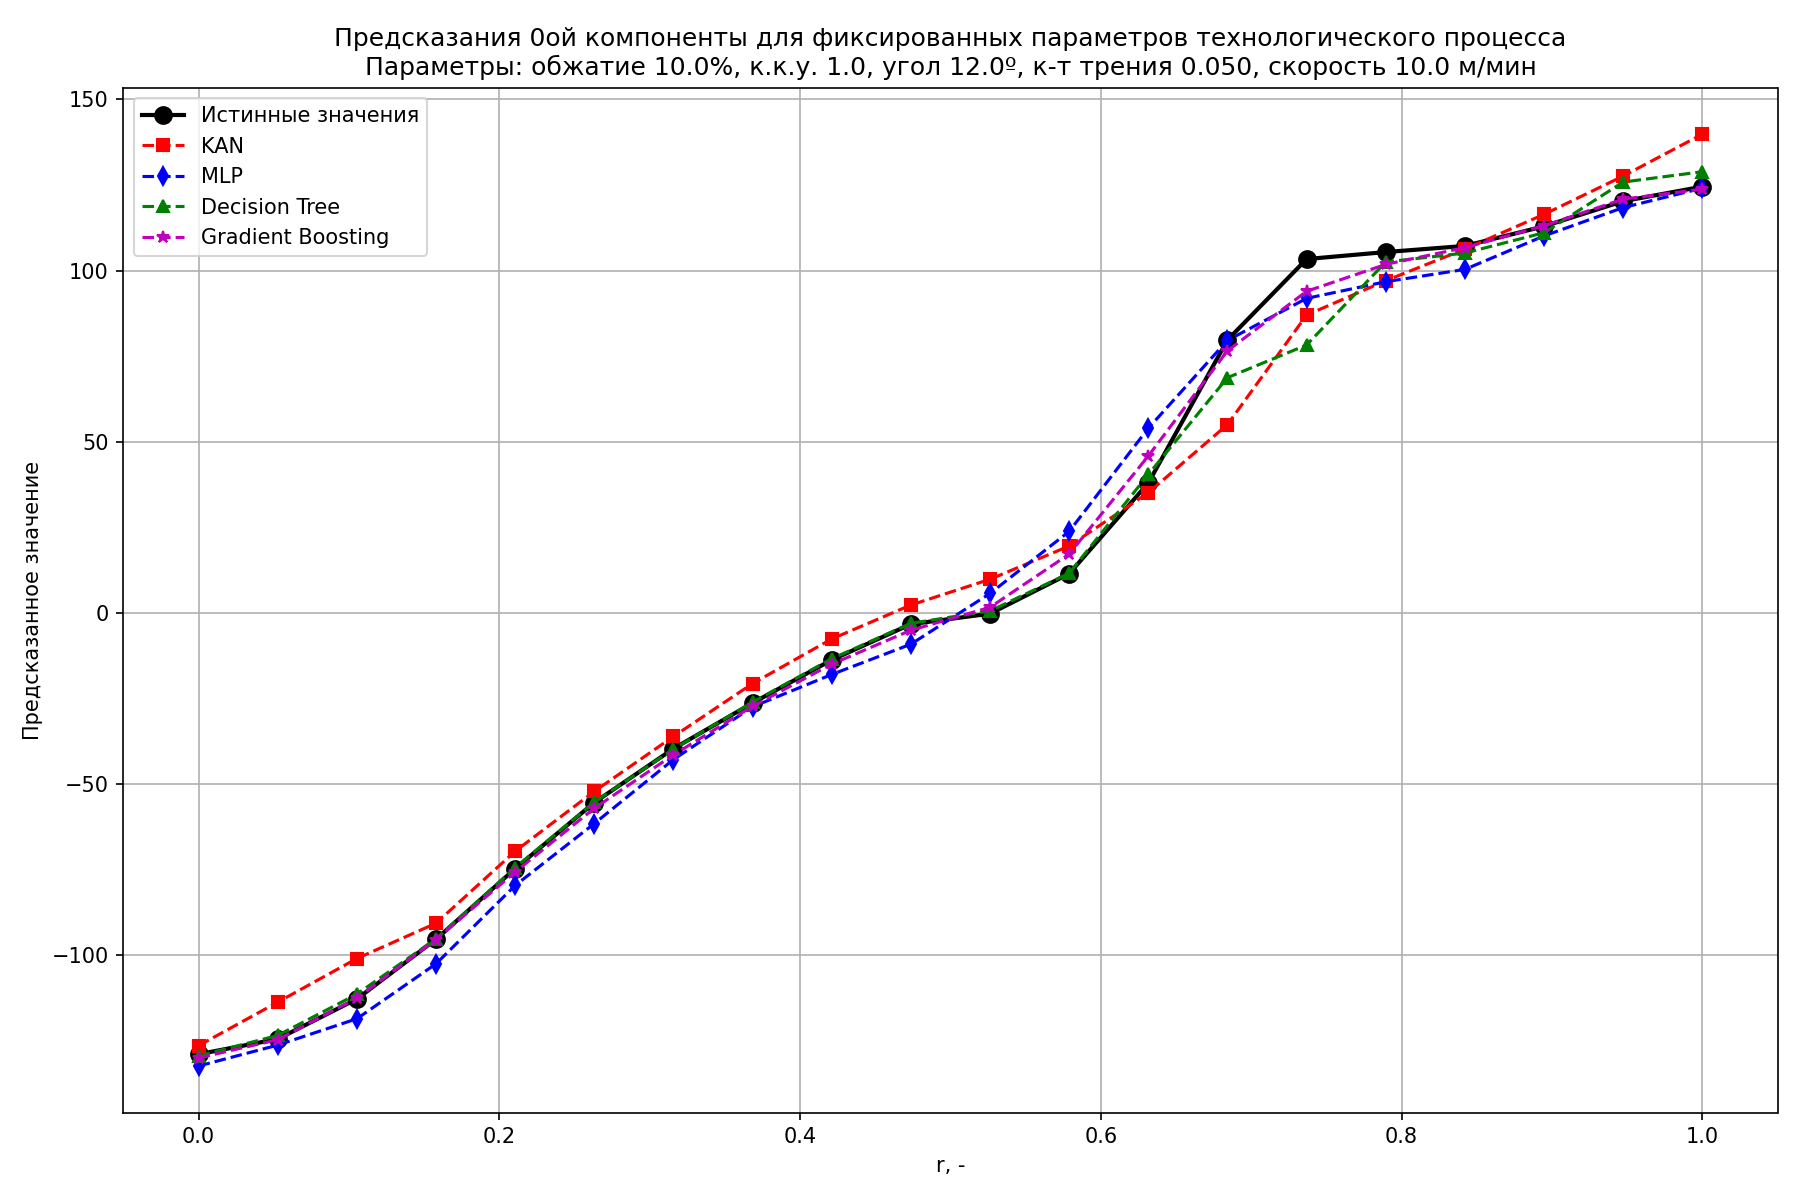 Предсказания 0ой компоненты для фиксированных параметров технологического процесса
Параметры: обжатие 10.0%, к.к.у. 1.0, угол 12.0º, к-т трения 0.050, скорость 10.0 м/мин
Истинные значения
KAN
MLP
Decision Tree
Gradient Boosting
Предсказанное значение
150
100
50
0
−50
−100
0.0
0.2
0.4
0.6
0.8
1.0
r, -